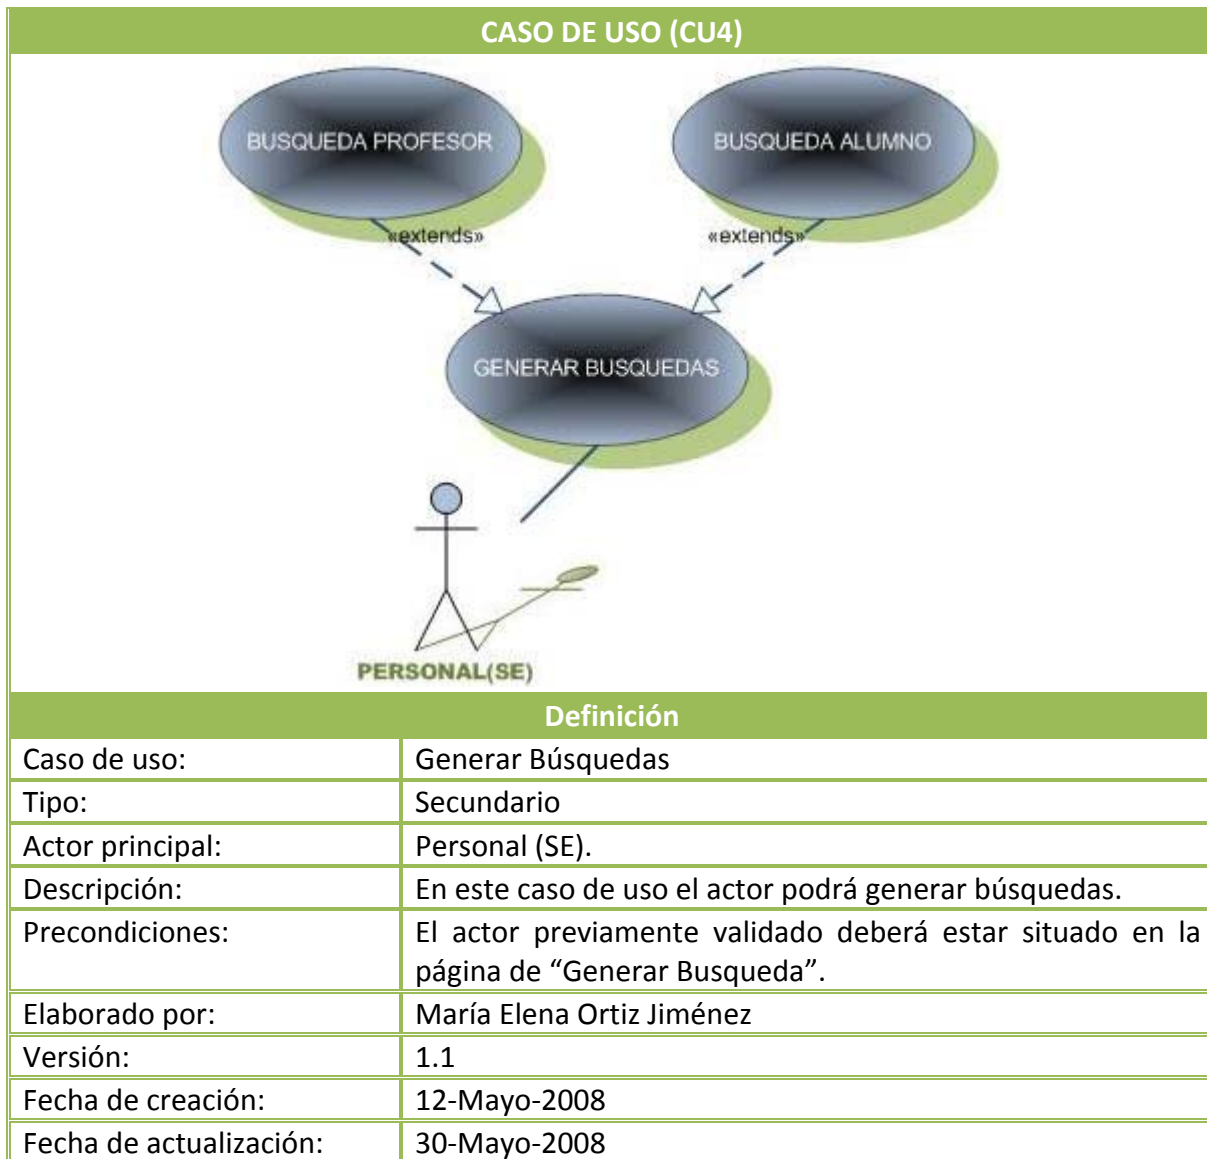 CASO DE USO (CU4)
BUSQUEDA PROFESOR
BUSQUEDA ALUMNO
«extends»
«extends»
GENERAR BUSQUEDAS
PERSONAL(SE)
Definición
Caso de uso: Generar Búsquedas
Tipo: Secundario
Actor principal: Personal (SE).
Descripción: En este caso de uso el actor podrá generar búsquedas.
Precondiciones: El actor previamente validado deberá estar situado en la
página de “Generar Busqueda”.
Elaborado por: María Elena Ortiz Jiménez
Versión: 1.1
Fecha de creación: 12-Mayo-2008
Fecha de actualización: 30-Mayo-2008